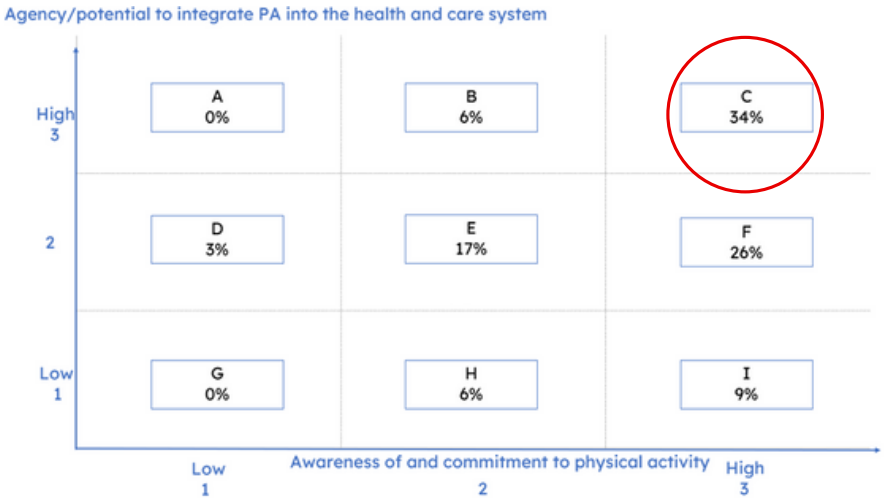 Agency/potential to integrate PA into the health and care system
High
3
A
0%
B
6%
C
34%
2
D
3%
E
17%
F
26%
Low
1
G
0%
H
6%
I
9%
Low
1
Awareness of and commitment to physical activity
2
High
3